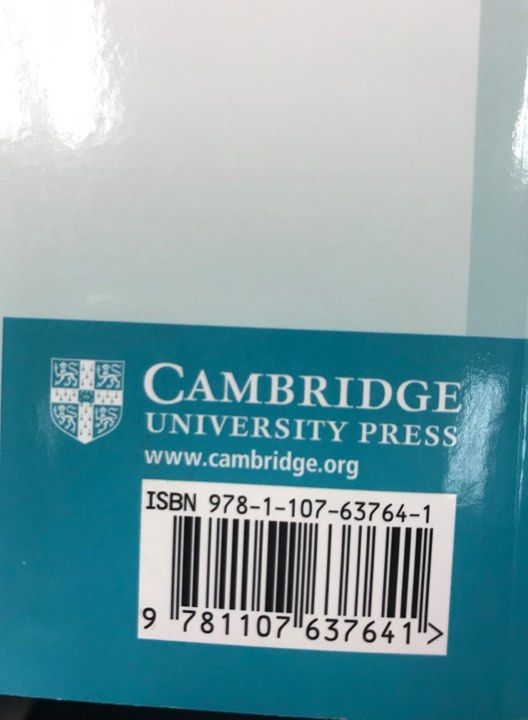 CAMBRIDGE
UNIVERSITY PRESS
www.cambridge.org
ISBN 978-1-107-63764-1
9 781107 637641 >